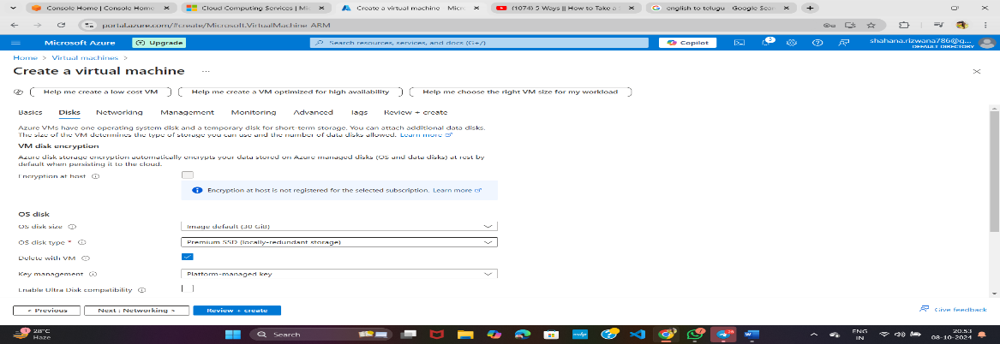 Console Home | Console Home
Cloud Computing Services | Mic
Create a virtual machine - Micro
(1074) 5 Ways || How to Take a S
english to telugu - Google Sear
portal.azure.com/#create/Microsoft.VirtualMachine-ARM
Microsoft Azure
Upgrade
Search resources, services, and docs (G+/)
Copilot
shahana.rizwana786@g...
DEFAULT DIRECTORY
Home > Virtual machines >
Create a virtual machine ...
Help me create a low cost VM
Help me create a VM optimized for high availability
Help me choose the right VM size for my workload
Basics Disks Networking Management Monitoring Advanced Tags Review + create
Azure VMs have one operating system disk and a temporary disk for short-term storage. You can attach additional data disks.
The size of the VM determines the type of storage you can use and the number of data disks allowed. Learn more
VM disk encryption
Azure disk storage encryption automatically encrypts your data stored on Azure managed disks (OS and data disks) at rest by
default when persisting it to the cloud.
Encryption at host
Encryption at host is not registered for the selected subscription. Learn more
OS disk
OS disk size
Image default (30 GiB)
OS disk type *
Premium SSD (locally-redundant storage)
Delete with VM
Key management
Platform-managed key
Enable Ultra Disk compatibility
< Previous
Next : Networking >
Review + create
Give feedback
28°C
Haze
Search
ENG
IN
20:53
08-10-2024